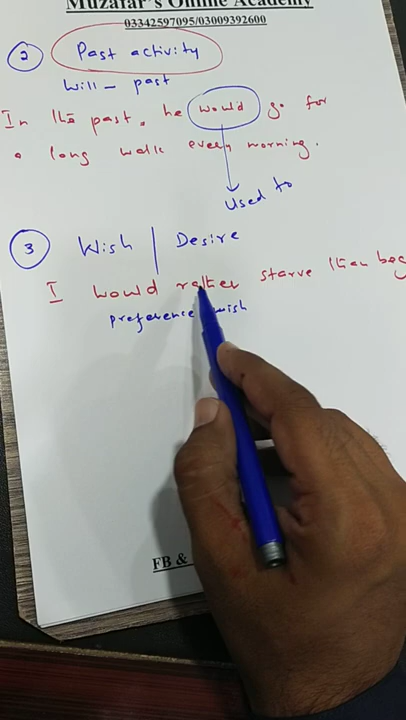 Muzafar's Online Academy
03342597095/03009392600
2 Past activity
Will - past
In the past, he would go for
a long walk every morning.
Used to
3 Wish | Desire
I would rather starve than beg
preference wish
FB &